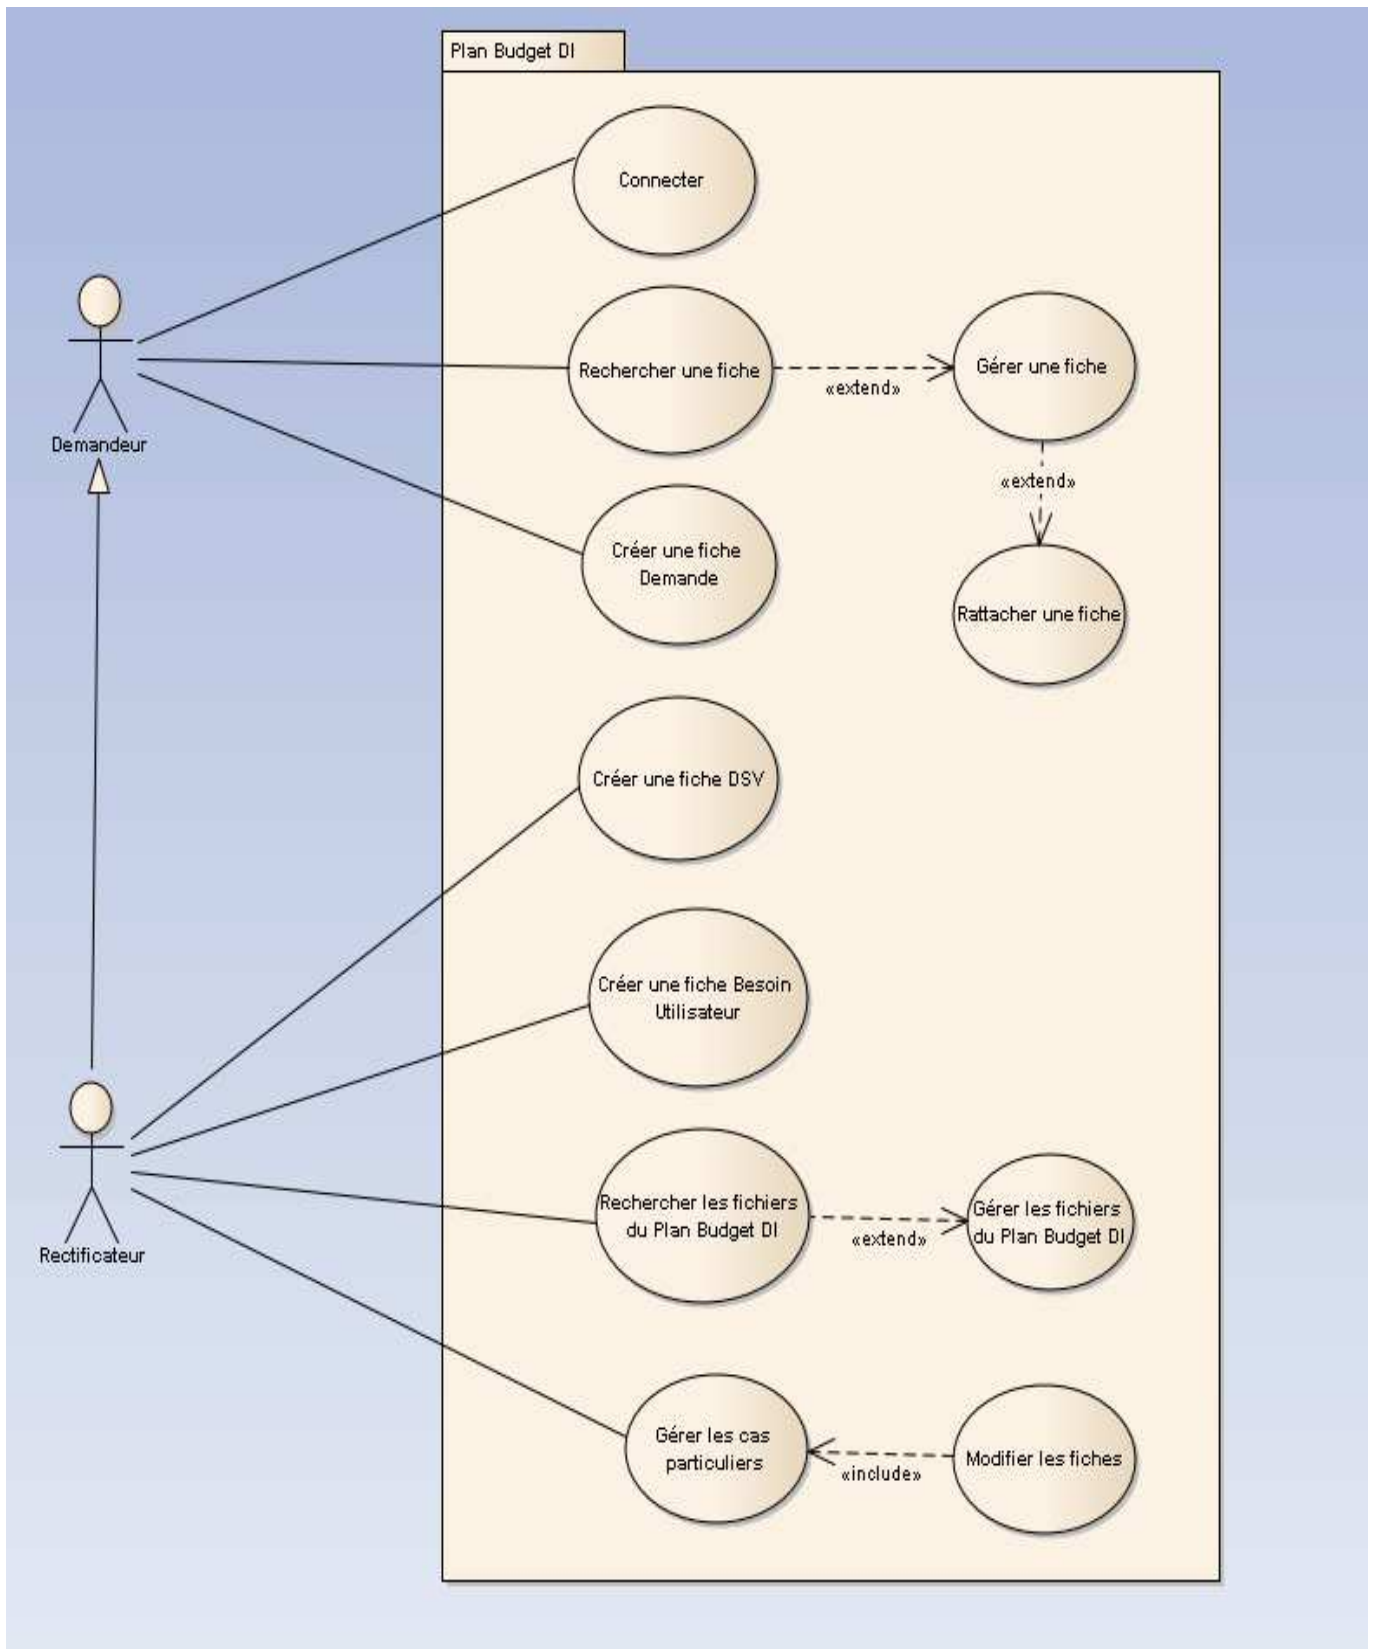 Plan Budget DI
Connecter
Rechercher une fiche
«extend»
Gérer une fiche
Demandeur
«extend»
Créer une fiche
Demande
Rattacher une fiche
Créer une fiche DSV
Créer une fiche Besoin
Utilisateur
Rechercher les fichiers
du Plan Budget DI
«extend»
Gérer les fichiers
du Plan Budget DI
Rectificateur
Gérer les cas
particuliers
«include»
Modifier les fiches